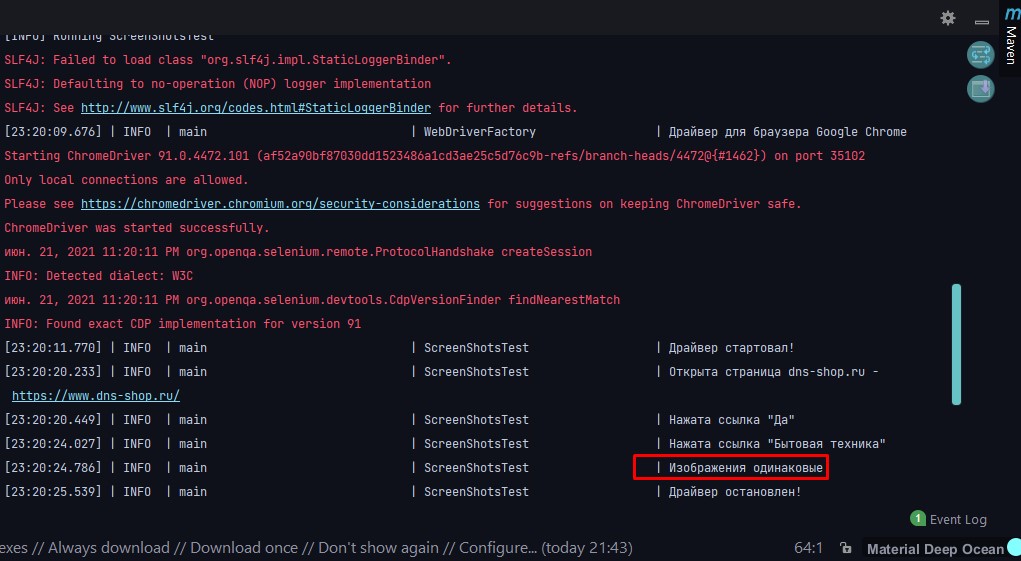 [INFO] Running ScreenShotsTest
SLF4J: Failed to load class "org.slf4j.impl.StaticLoggerBinder".
SLF4J: Defaulting to no-operation (NOP) logger implementation
SLF4J: See http://www.slf4j.org/codes.html#StaticLoggerBinder for further details.
[23:20:09.676] | INFO | main | WebDriverFactory | Драйвер для браузера Google Chrome
Starting ChromeDriver 91.0.4472.101 (af52a90bf87030dd1523486a1cd3ae25c5d76c9b-refs/branch-heads/4472@{#1462}) on port 35102
Only local connections are allowed.
Please see https://chromedriver.chromium.org/security-considerations for suggestions on keeping ChromeDriver safe.
ChromeDriver was started successfully.
июн. 21, 2021 11:20:11 PM org.openqa.selenium.remote.ProtocolHandshake createSession
INFO: Detected dialect: W3C
июн. 21, 2021 11:20:11 PM org.openqa.selenium.devtools.CdpVersionFinder findNearestMatch
INFO: Found exact CDP implementation for version 91
[23:20:11.770] | INFO | main | ScreenShotsTest | Драйвер стартовал!
[23:20:20.233] | INFO | main | ScreenShotsTest | Открыта страница dns-shop.ru -
https://www.dns-shop.ru/
[23:20:20.449] | INFO | main | ScreenShotsTest | Нажата ссылка "Да"
[23:20:24.027] | INFO | main | ScreenShotsTest | Нажата ссылка "Бытовая техника"
[23:20:24.786] | INFO | main | ScreenShotsTest | Изображения одинаковые
[23:20:25.539] | INFO | main | ScreenShotsTest | Драйвер остановлен!
m
Maven
1 Event Log
exes // Always download // Download once // Don't show again // Configure... (today 21:43)
64:1
Material Deep Ocean